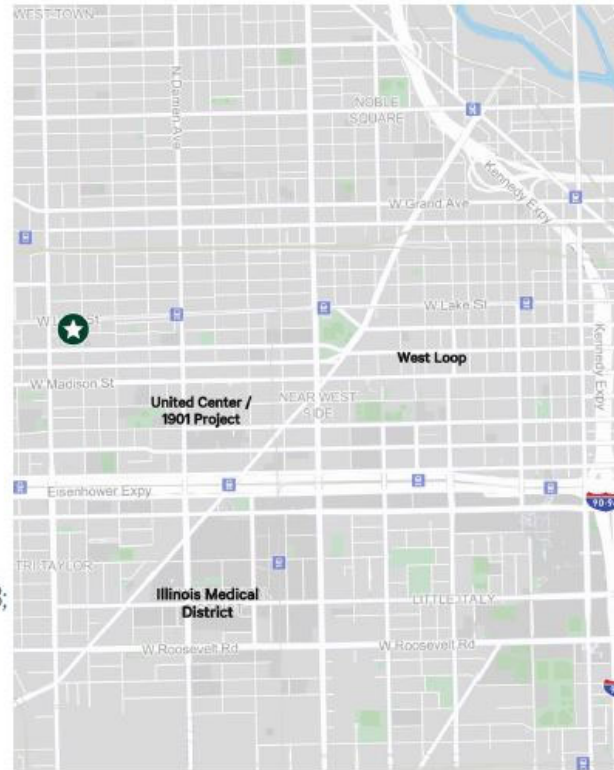 WEST TOWN
N Damen Ave
NOBLE
SQUARE
Kennedy Expy
W Grand Ave
W Lake St
West Loop
W Madison St
Kennedy Expy
United Center /
1901 Project
NEAR WEST
SIDE
Eisenhower Expy
90-94
TRI-TAYLOR
;
Illinois Medical
District
LITTLE ITALY
W Roosevelt Rd
W Roosevelt Rd